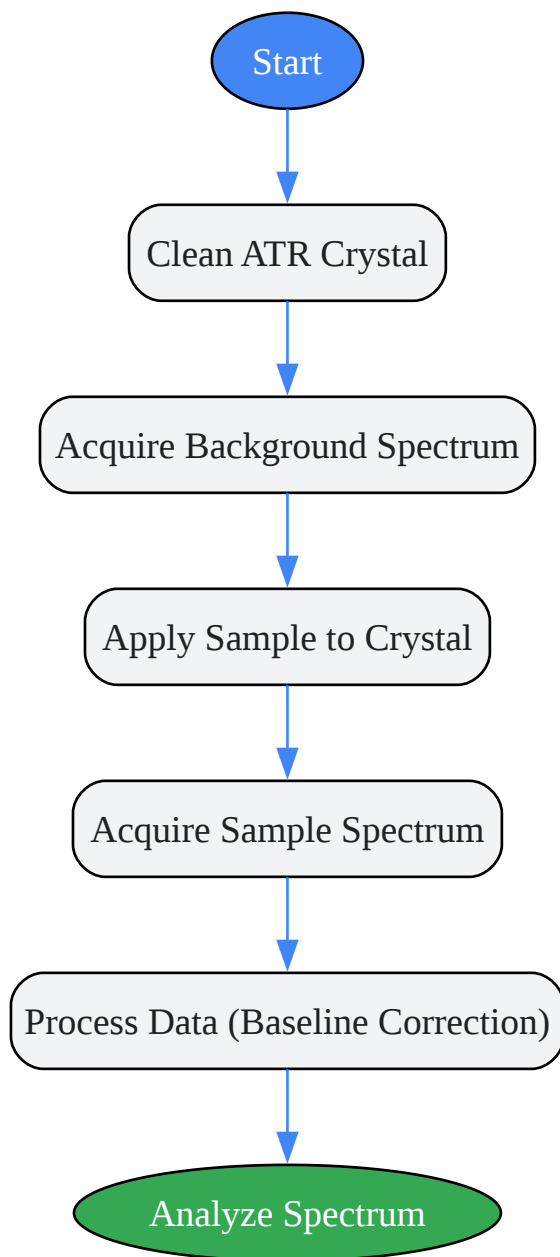 Start
Clean ATR Crystal
Acquire Background Spectrum
Apply Sample to Crystal
Acquire Sample Spectrum
Process Data (Baseline Correction)
Analyze Spectrum